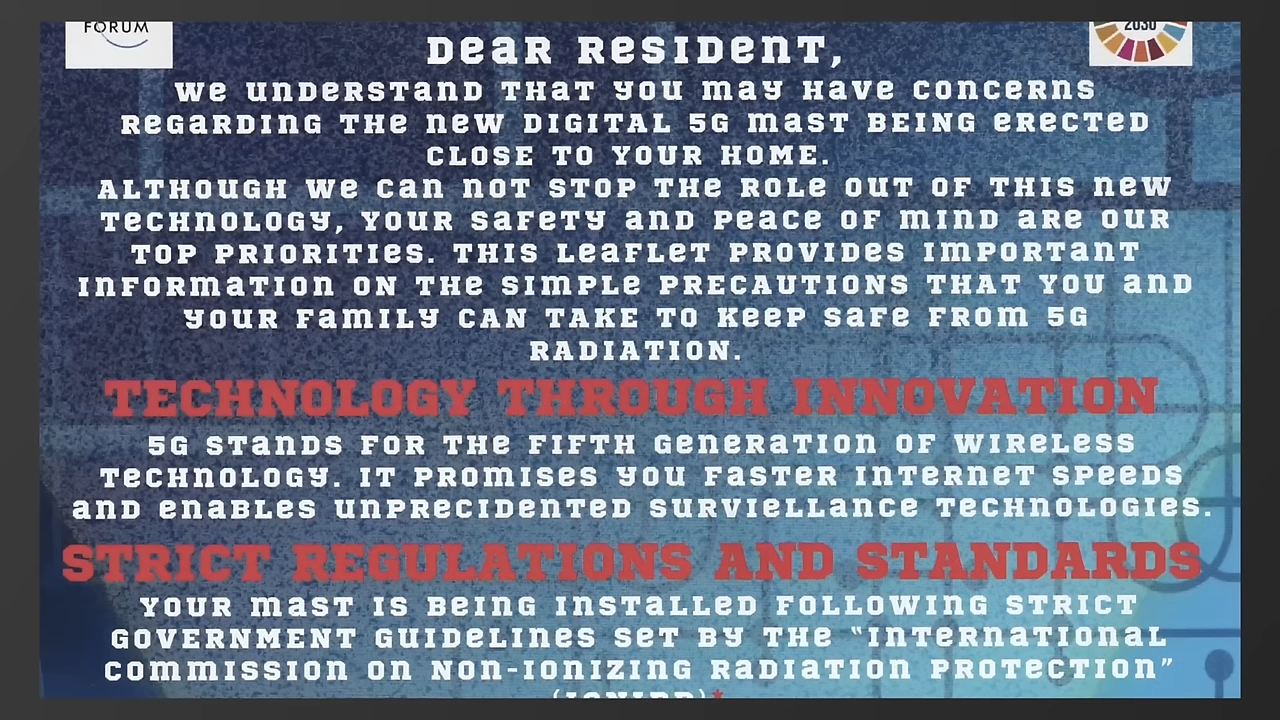 FORUM
2030
DeaR ResIDenT,
We UnDeRSTanD THaT you may Have Concerns
RegaRDIng THe new DIGITAL 5G masT BEING eRecTeD
CLOSE TO YOUR HOME.
ALTHOUGH we can noT STOP THe ROLe OUT OF THIS new
TecHnOLOgy, YOUR saFeTy anD Peace OF mInD aRe OUR
TOP PRIORITIes. THIS LeaFLeT PROVIDes ImPORTanT
InFORmaTIOn ON THe SImPLe PRECAUTIONS THAT YOU anD
yOUR FamILy CAN TAKE TO KeeP saFe FROM 5G
RADIATION.
TECHNOLOGY THROUGH INNOVATION
5G STanDS FOR THe FIFTH GeneRaTIOn OF WIReLess
TecHnOLOgy. IT PROmIses yOU FasTeR InTeRneT SPeeDS
anD enaBLes UnPReciDenTeD SURVIeLLance TecHnOLOgIes.
STRICT REGULATIONS AND STANDARDS
YOUR masT IS BeIng InsTaLLeD FOLLOWIng STRICT
GOVERNMENT GUIDeLInes seT BY THe "InTeRnaTIOnaL
COmmISSIOn On NON-IONIZIng RaDIaTIOn PROTecTIOn"